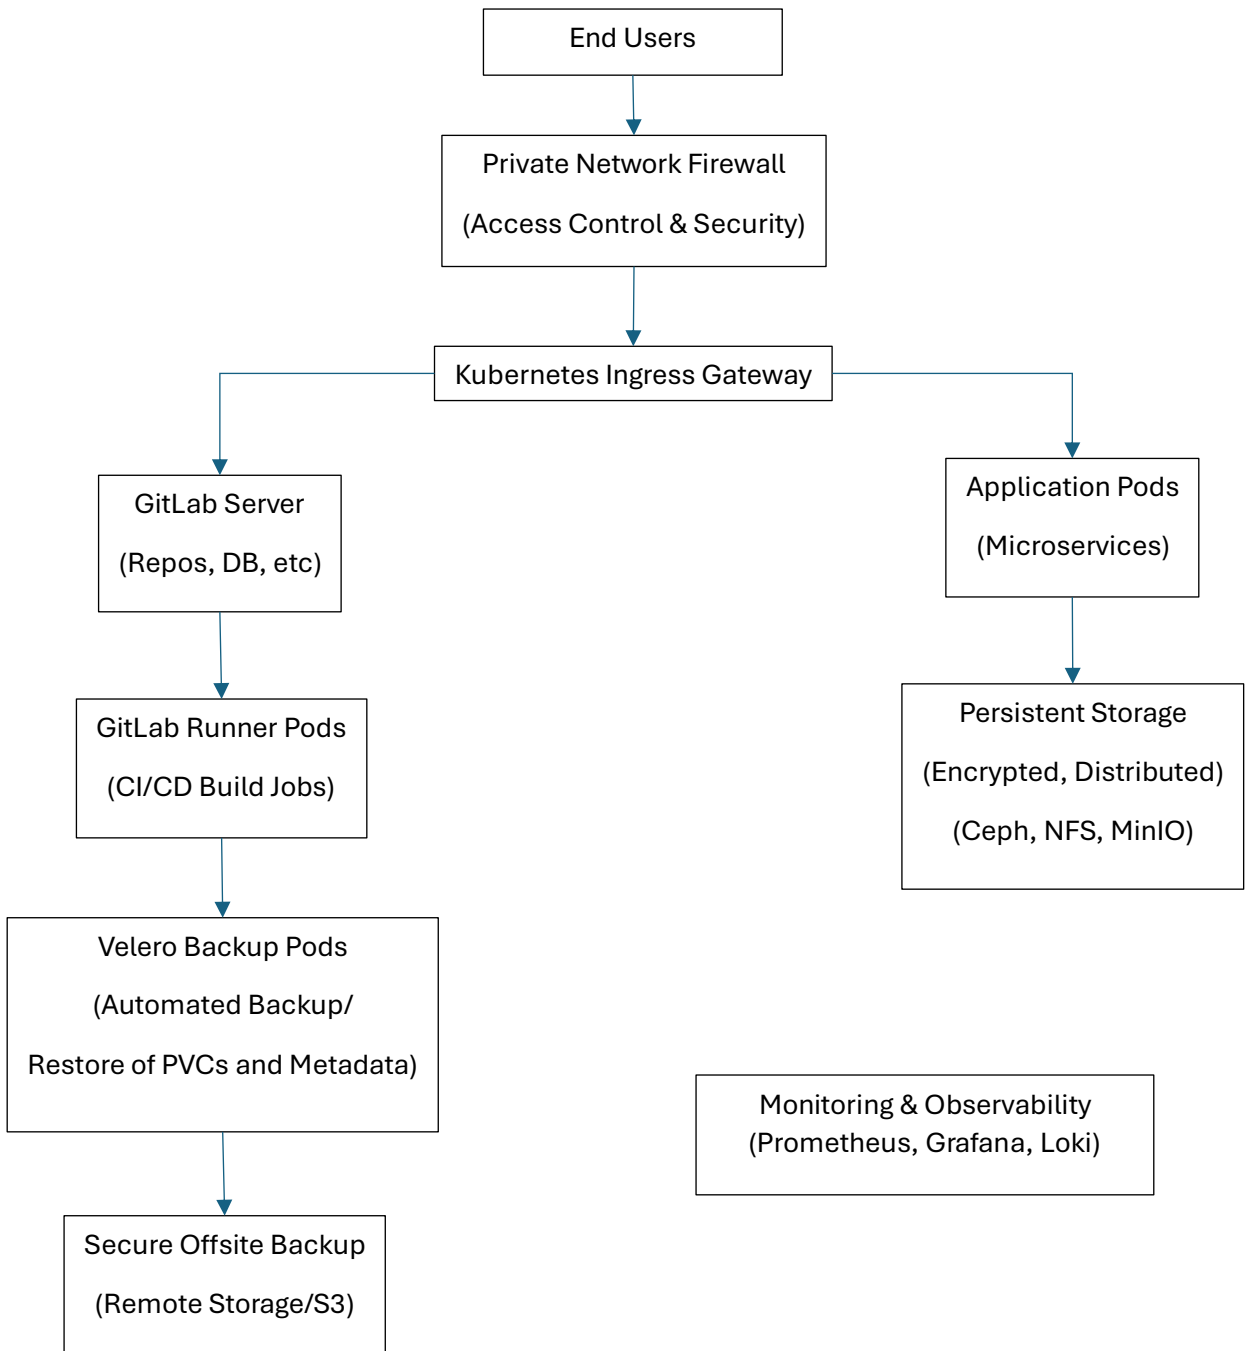 End Users
Private Network Firewall
(Access Control & Security)
Kubernetes Ingress Gateway
GitLab Server
(Repos, DB, etc)
Application Pods
(Microservices)
GitLab Runner Pods
(CI/CD Build Jobs)
Persistent Storage
(Encrypted, Distributed)
(Ceph, NFS, MinIO)
Velero Backup Pods
(Automated Backup/
Restore of PVCs and Metadata)
Monitoring & Observability
(Prometheus, Grafana, Loki)
Secure Offsite Backup
(Remote Storage/S3)